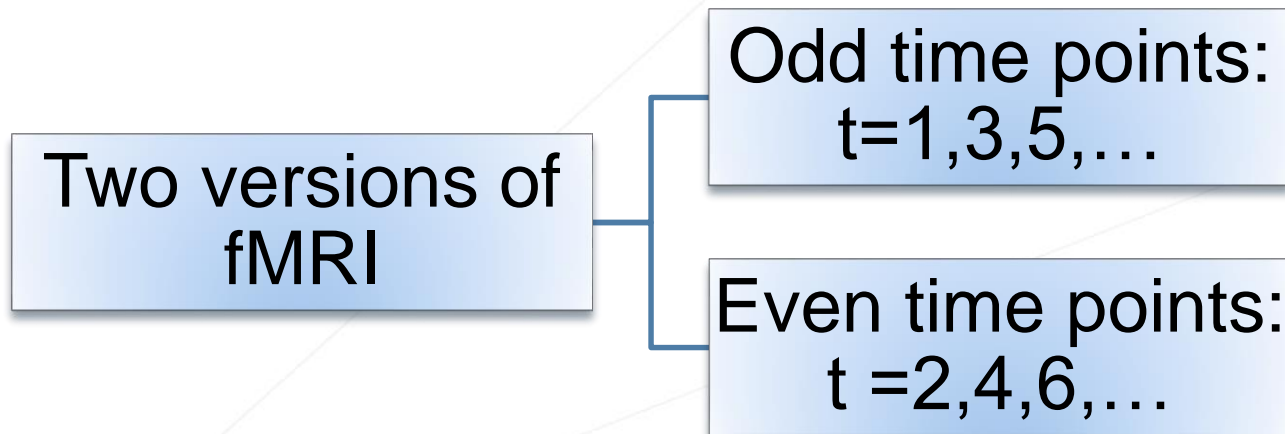 Two versions of
fMRI
Odd time points:
t=1,3,5,…
Even time points:
t =2,4,6,…